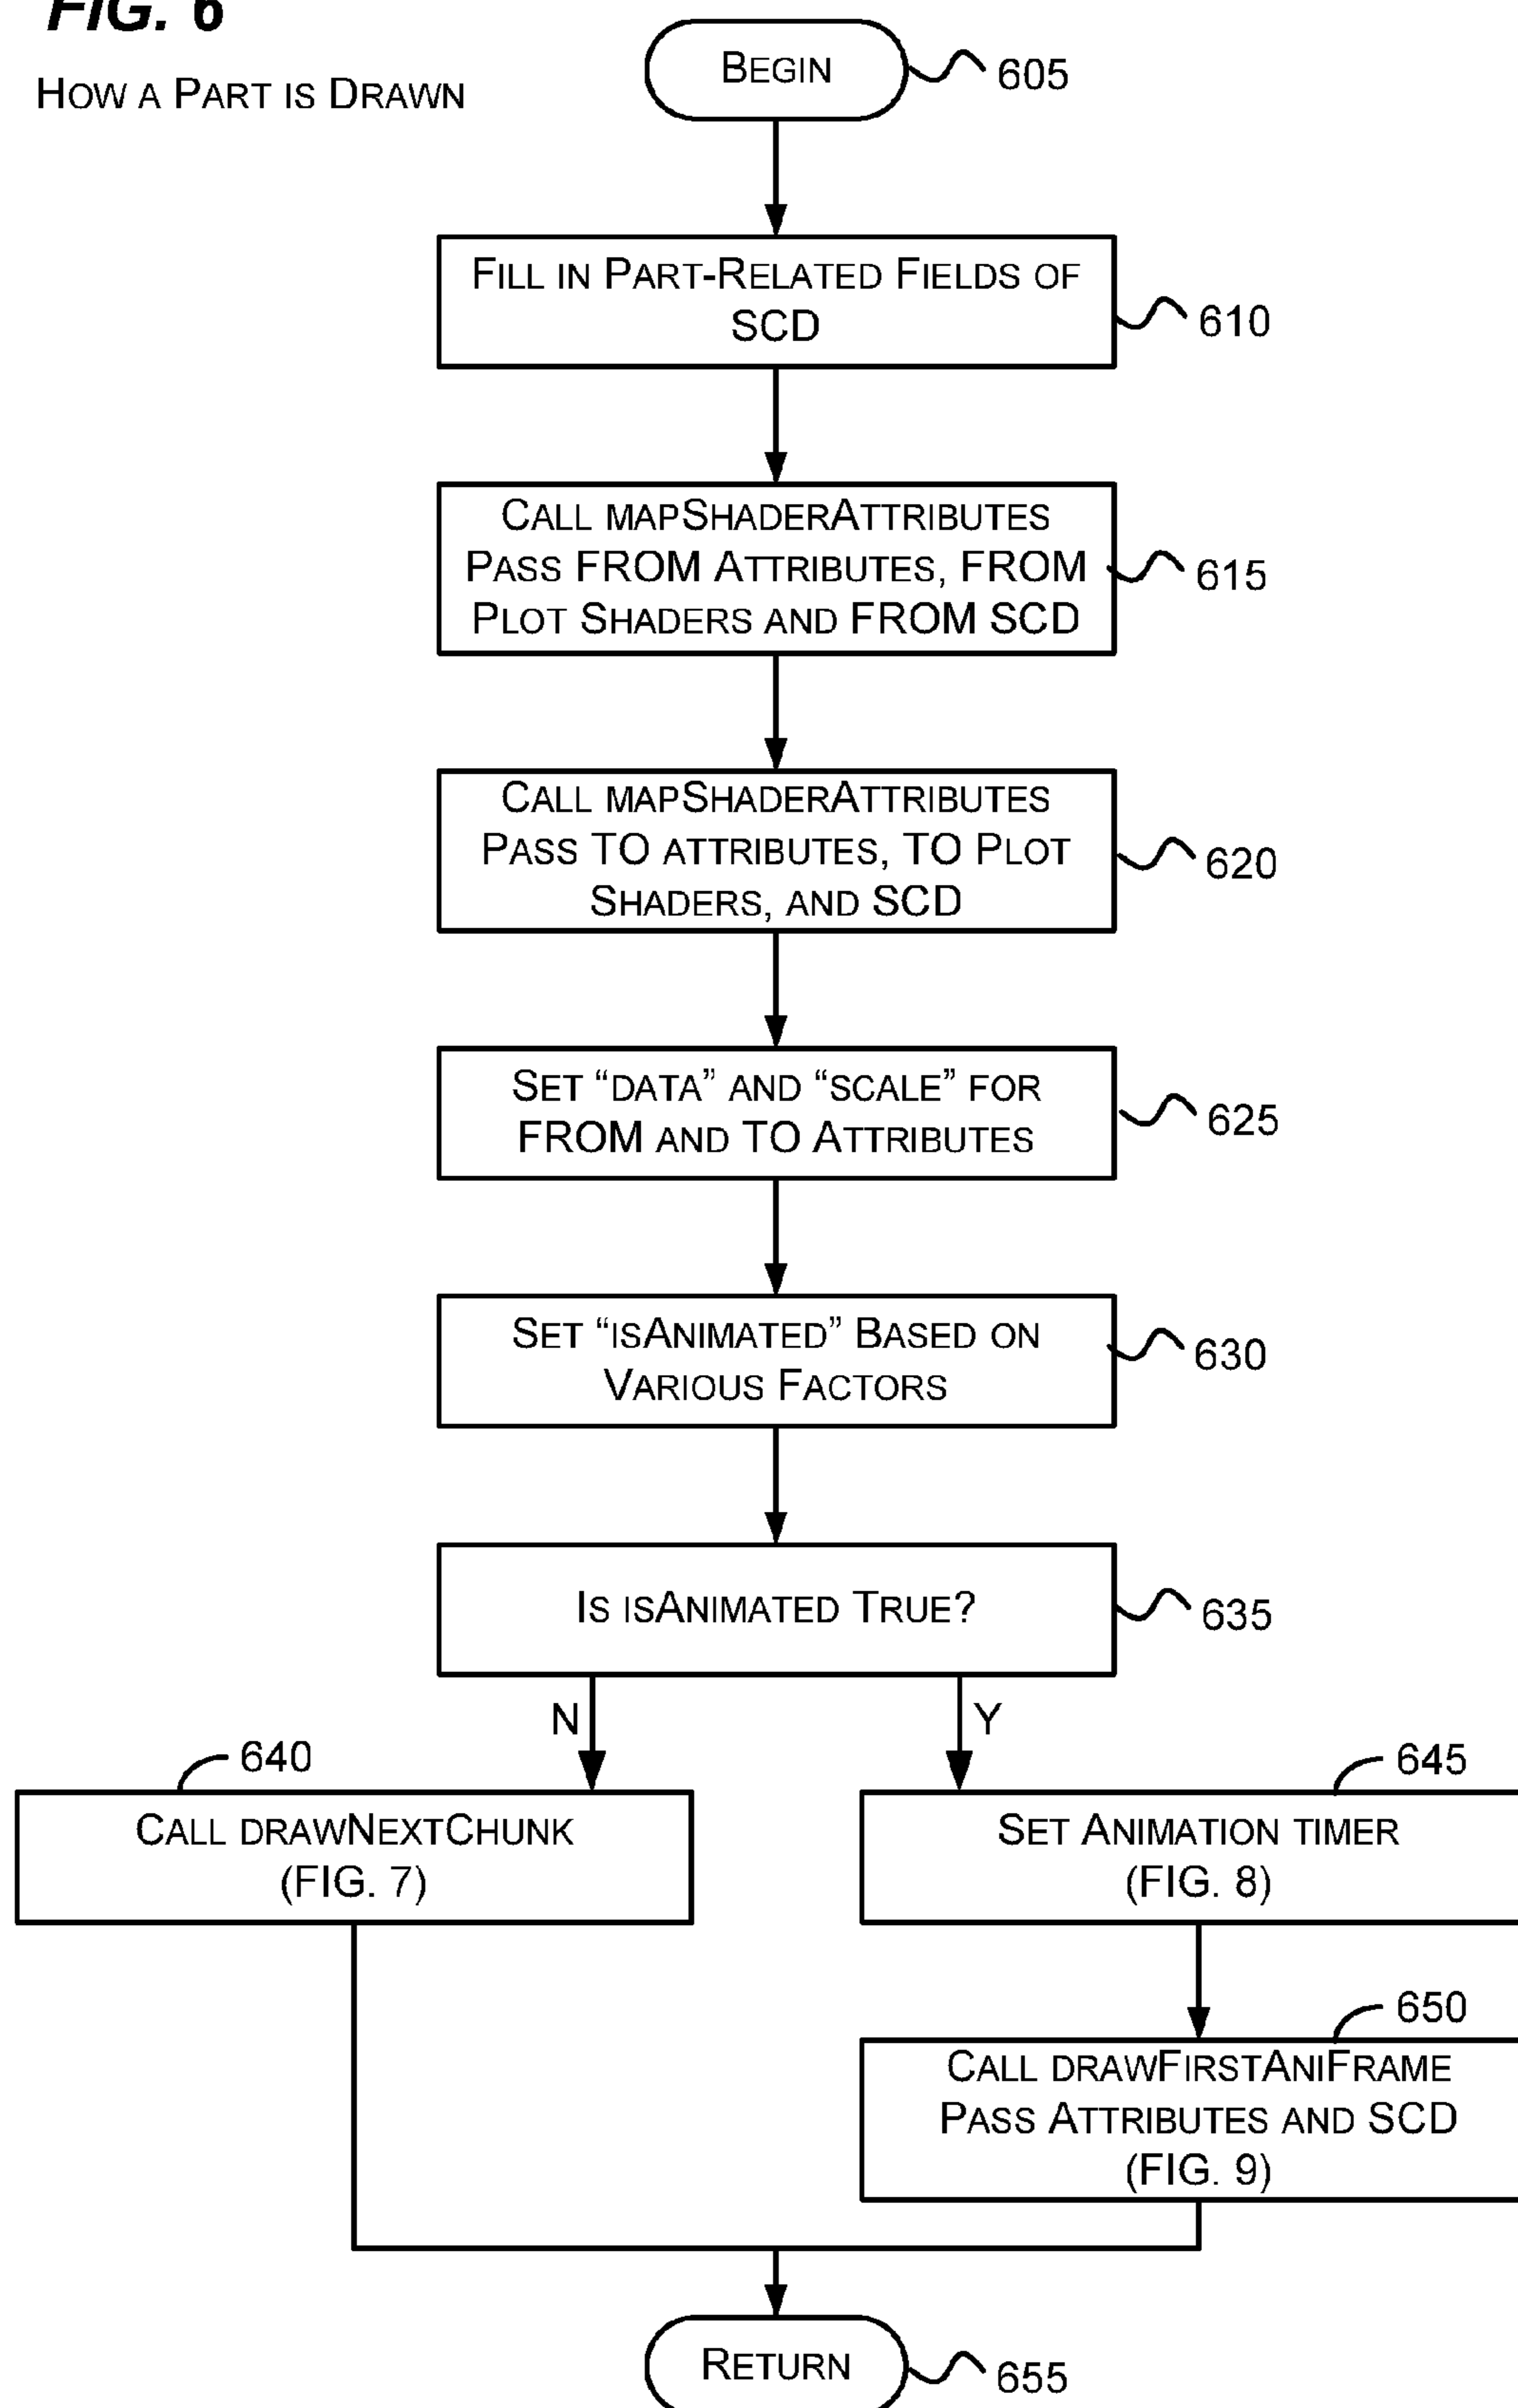 FIG. 6
HOW A PART IS DRAWN
BEGIN
605
FILL IN PART-RELATED FIELDS OF
SCD
610
CALL MAPSHADERATTRIBUTES
PASS FROM ATTRIBUTES, FROM
PLOT SHADERS AND FROM SCD
615
CALL MAPSHADERATTRIBUTES
PASS TO ATTRIBUTES, TO PLOT
SHADERS, AND SCD
620
SET “DATA” AND “SCALE” FOR
FROM AND TO ATTRIBUTES
625
SET “ISANIMATED” BASED ON
VARIOUS FACTORS
630
IS ISANIMATED TRUE?
635
N
Y
640
CALL DRAWNEXTCHUNK
(FIG. 7)
645
SET ANIMATION TIMER
(FIG. 8)
650
CALL DRAWFIRSTANIFRAME
PASS ATTRIBUTES AND SCD
(FIG. 9)
RETURN
655